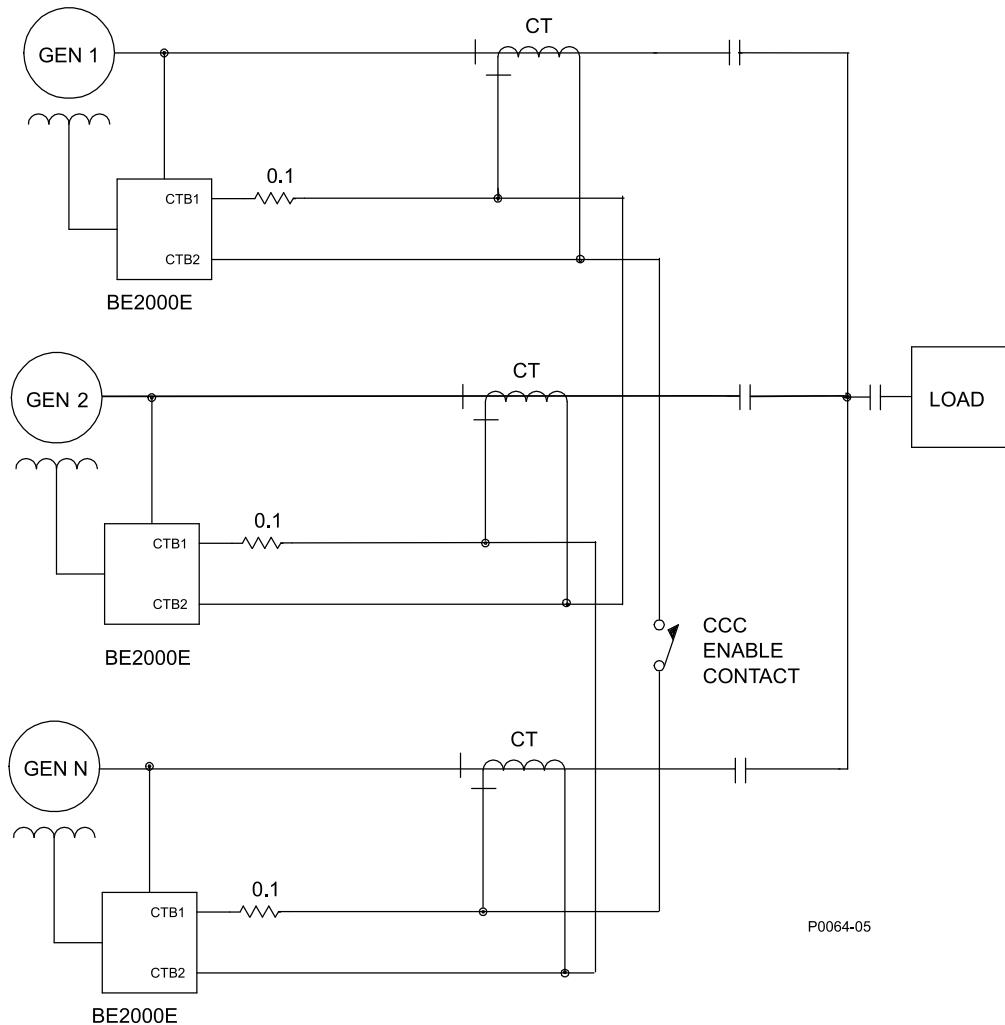 CT
GEN 1
0.1
CTB1
CTB2
BE2000E
CT
GEN 2
LOAD
0.1
CTB1
CTB2
CCC
ENABLE
CONTACT
BE2000E
CT
GEN N
0.1
CTB1
P0064-05
CTB2
BE2000E